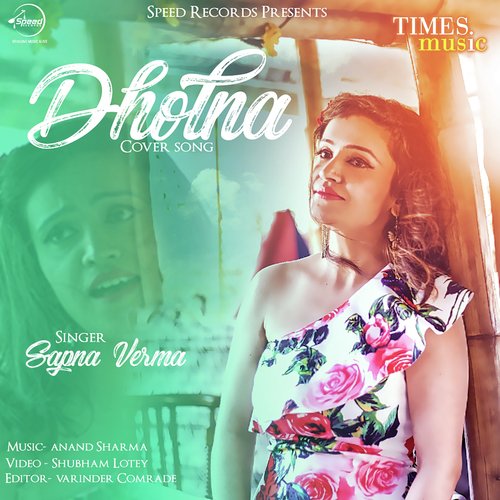 Speed Records Presents
Speed
TIMES.
music
Dholna
Cover song
Singer
Sapna Verma
Music- anand Sharma
Video - Shubham Lotey
Editor- varinder Comrade